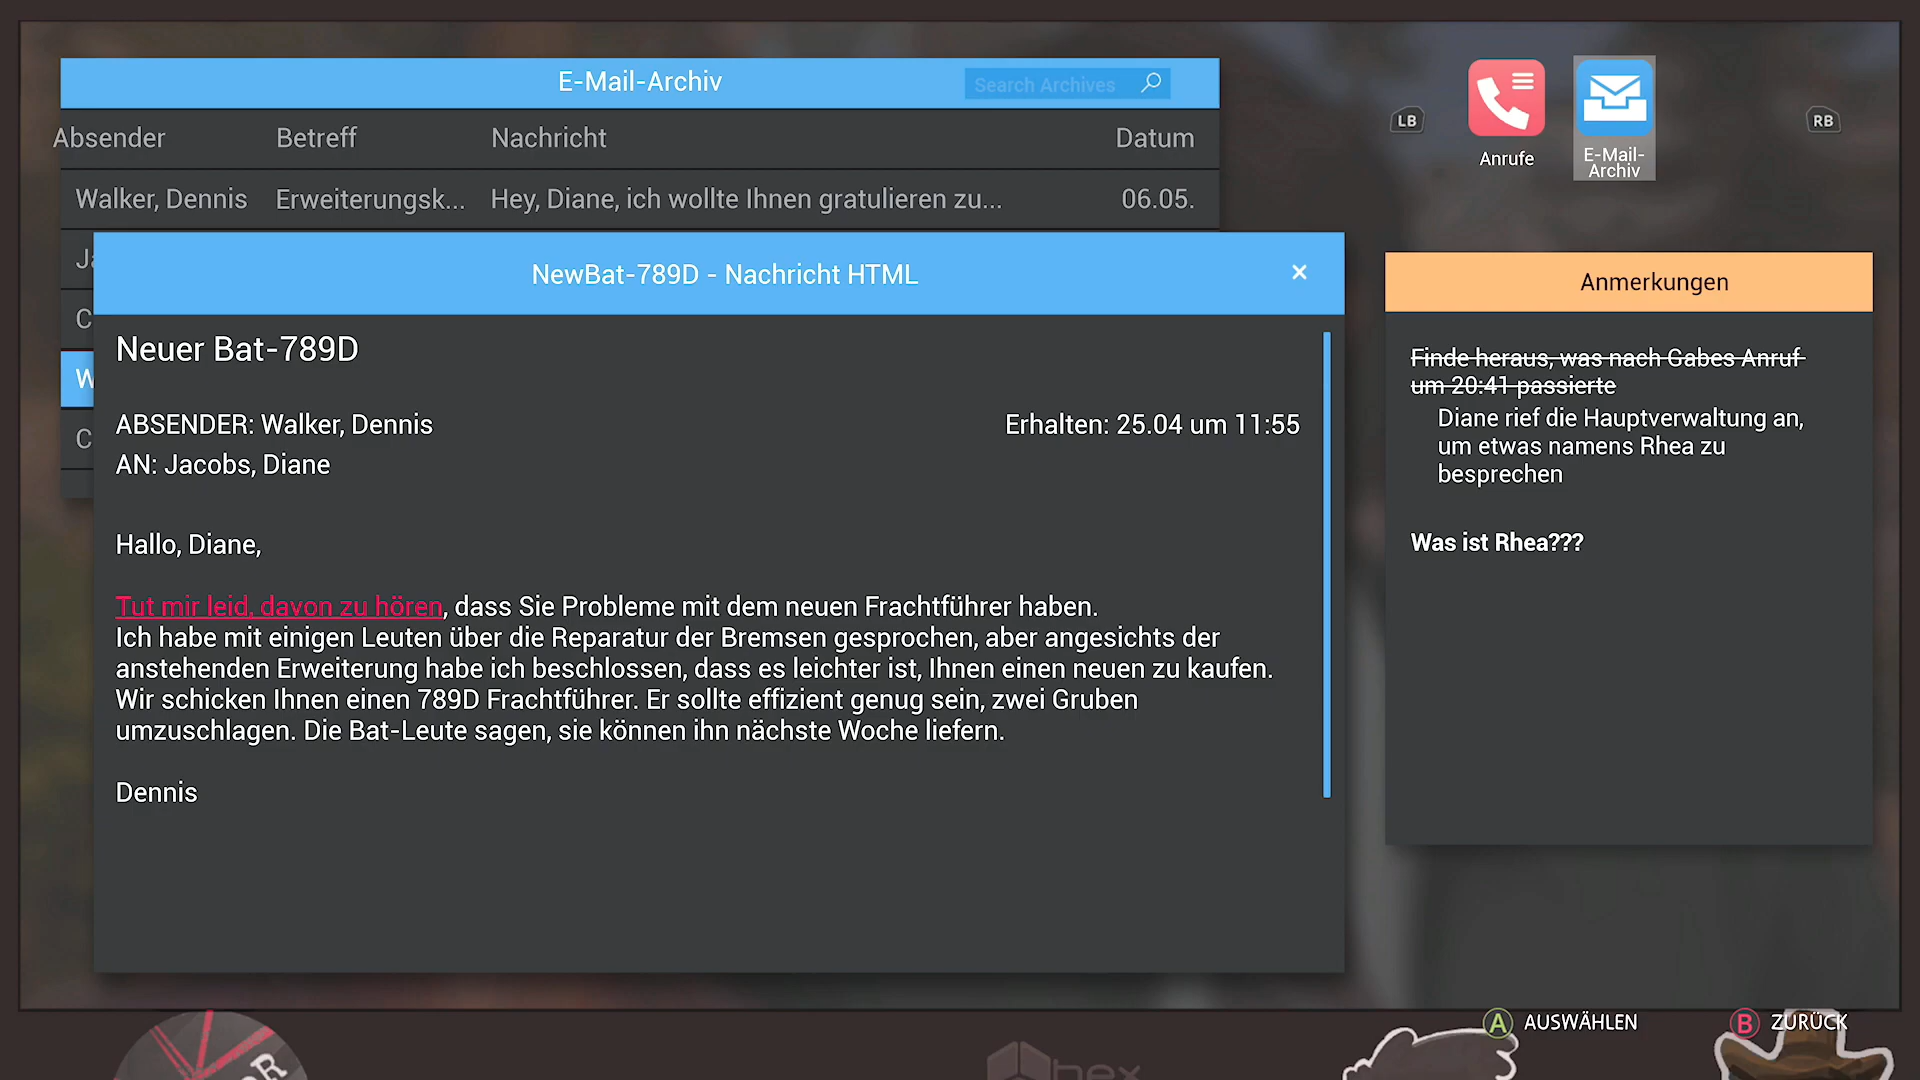 E-Mail-Archiv
Search Archives
Absender Betreff Nachricht Datum
Walker, Dennis Erweiterungsk... Hey, Diane, ich wollte Ihnen gratulieren zu... 06.05.
Ja
C
W
C
NewBat-789D - Nachricht HTML
Neuer Bat-789D
ABSENDER: Walker, Dennis Erhalten: 25.04 um 11:55
AN: Jacobs, Diane
Hallo, Diane,
Tut mir leid, davon zu hören, dass Sie Probleme mit dem neuen Frachtführer haben.
Ich habe mit einigen Leuten über die Reparatur der Bremsen gesprochen, aber angesichts der
anstehenden Erweiterung habe ich beschlossen, dass es leichter ist, Ihnen einen neuen zu kaufen.
Wir schicken Ihnen einen 789D Frachtführer. Er sollte effizient genug sein, zwei Gruben
umzuschlagen. Die Bat-Leute sagen, sie können ihn nächste Woche liefern.
Dennis
LB
Anrufe
E-Mail-
Archiv
RB
Anmerkungen
Finde heraus, was nach Gabes Anruf
um 20:41 passierte
Diane rief die Hauptverwaltung an,
um etwas namens Rhea zu
besprechen
Was ist Rhea???
A AUSWÄHLEN
B ZURÜCK
hex